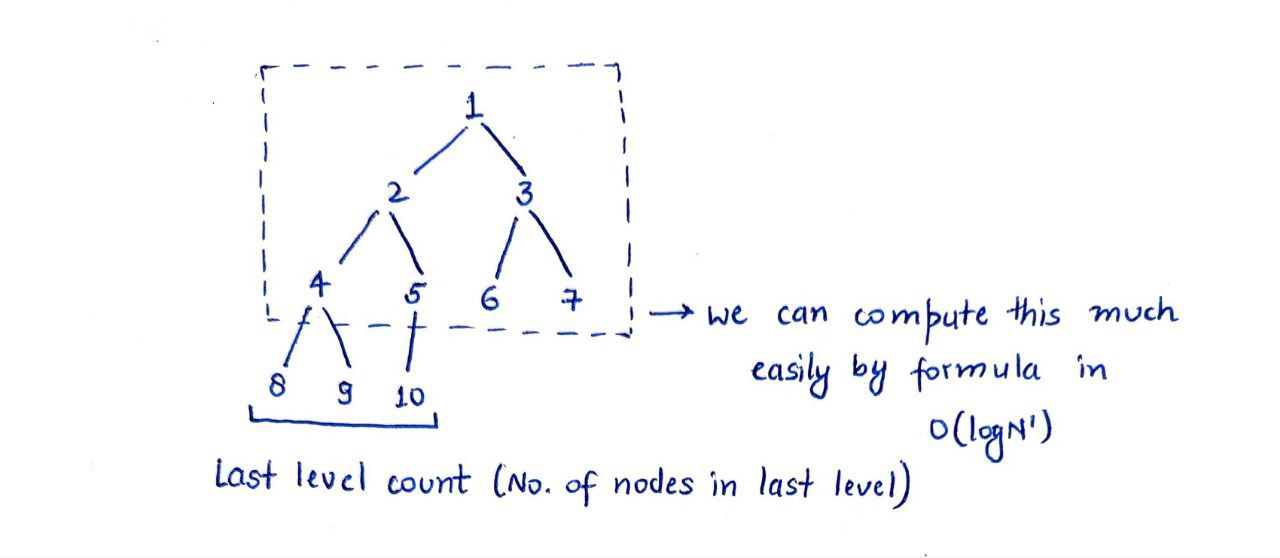 1
2 3
4 5 6 7
→ we can compute this much
easily by formula in
O(logN')
8 9 10
Last level count (No. of nodes in last level)